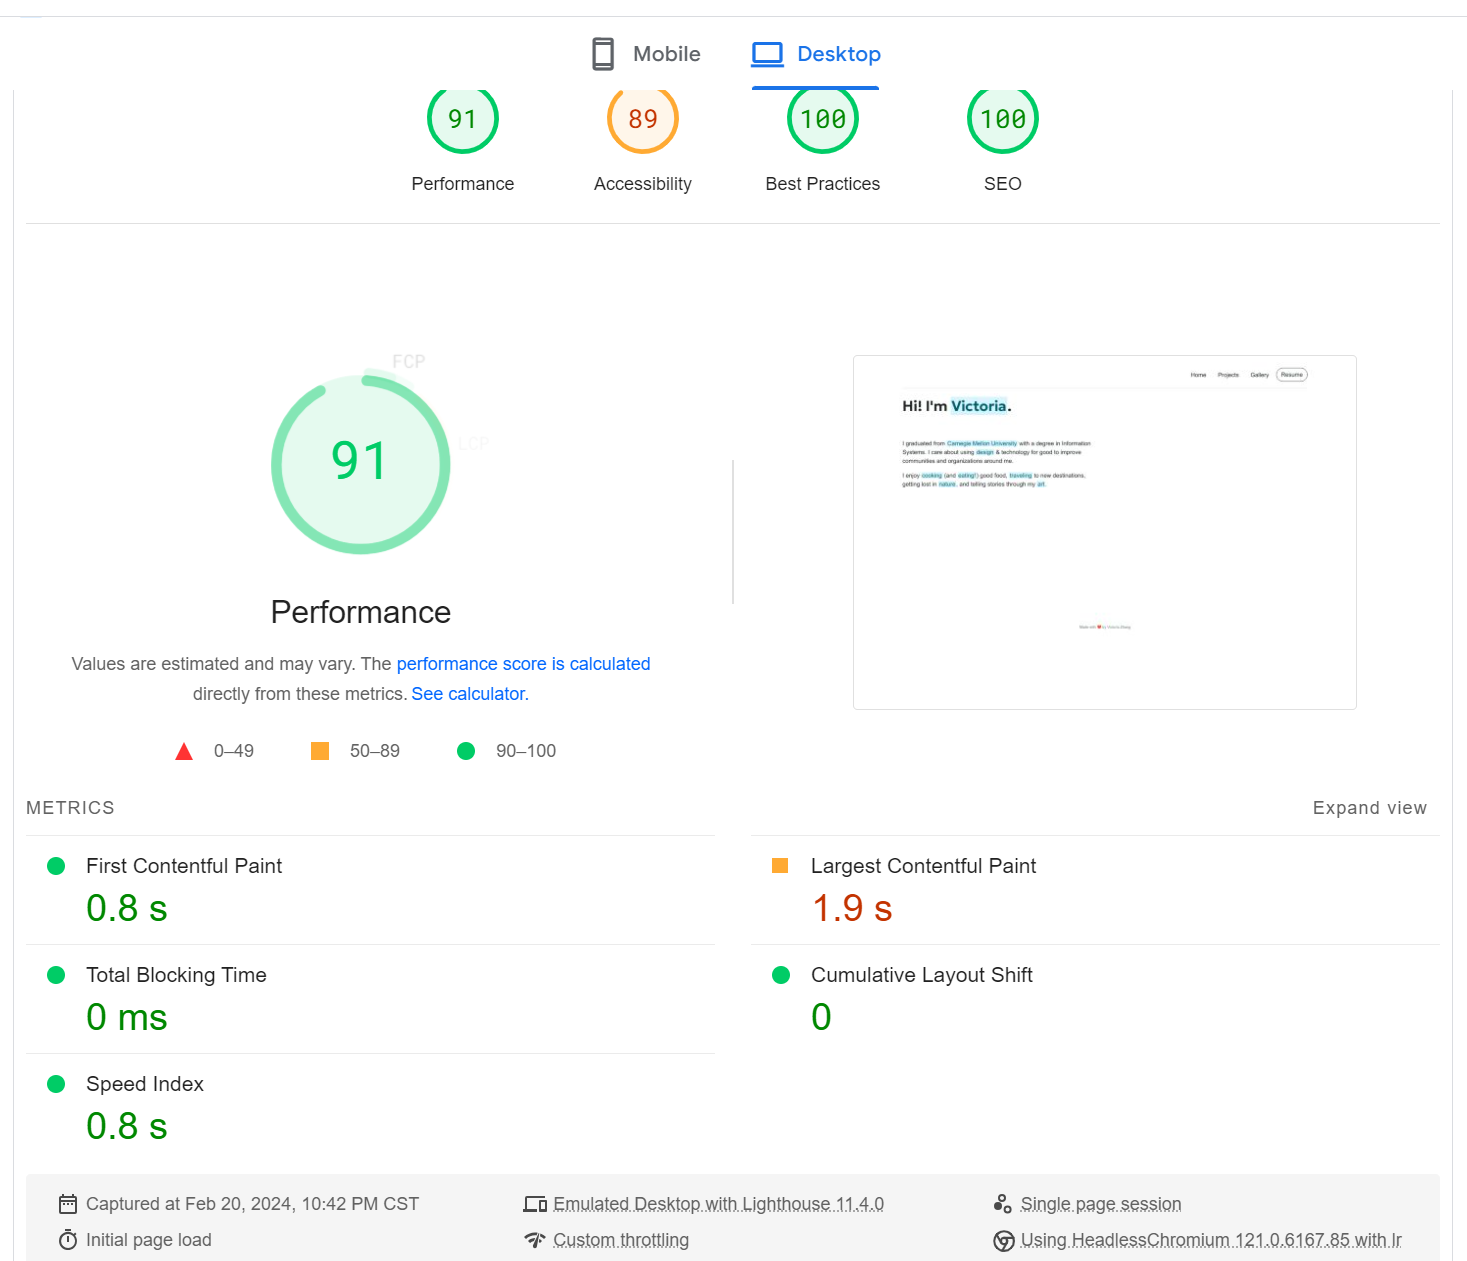 Mobile
Desktop
91
89
100
100
Performance
Accessibility
Best Practices
SEO
FCP
LCP
91
Performance
Values are estimated and may vary. The performance score is calculated
directly from these metrics. See calculator.
0–49
50–89
90–100
Home
Projects
Gallery
Resume
Hi! I'm Victoria.
I graduated from Carnegie Mellon University with a degree in Information
Systems. I care about using design & technology for good to improve
communities and organizations around me.
I enjoy cooking (and eating!) good food, traveling to new destinations,
getting lost in nature, and telling stories through my art.
METRICS
Expand view
First Contentful Paint
0.8 s
Largest Contentful Paint
1.9 s
Total Blocking Time
0 ms
Cumulative Layout Shift
0
Speed Index
0.8 s
Captured at Feb 20, 2024, 10:42 PM CST
Emulated Desktop with Lighthouse 11.4.0
Single page session
Initial page load
Custom throttling
Using HeadlessChromium 121.0.6167.85 with lr